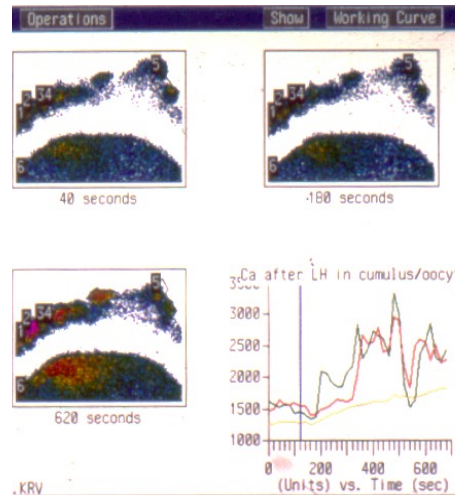 Operations Show Working Curve
5
2 34
1
6
40 seconds
5
2 34
1
6
180 seconds
5
2 34
1
6
620 seconds
Ca after LH in cumulus/oocy
3500
3000
2500
2000
1500
1000
0 200 400 600
(Units) vs. Time (sec)
.KRV